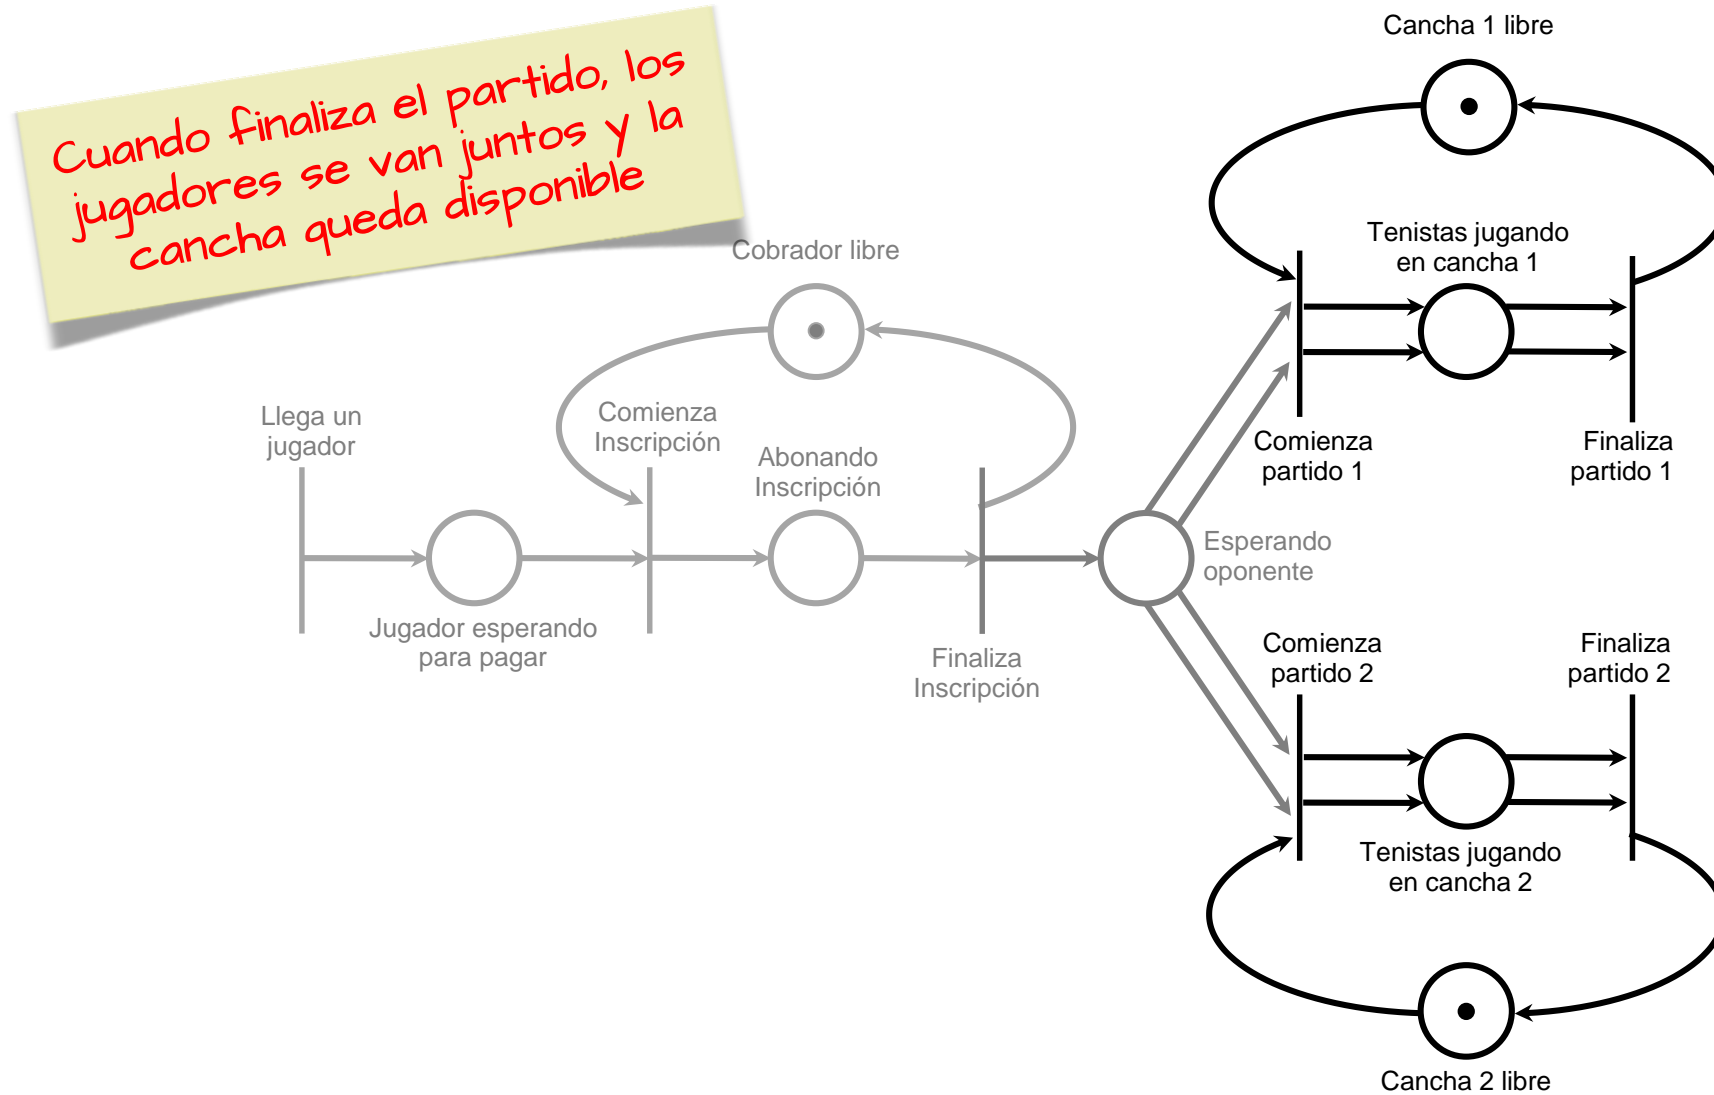 Cuando finaliza el partido, los
jugadores se van juntos y la
cancha queda disponible
Cancha 1 libre
Tenistas jugando
en cancha 1
Cobrador libre
Llega un
jugador
Comienza
Inscripción
Abonando
Inscripción
Comienza
partido 1
Finaliza
partido 1
Esperando
oponente
Jugador esperando
para pagar
Finaliza
Inscripción
Comienza
partido 2
Finaliza
partido 2
Tenistas jugando
en cancha 2
Cancha 2 libre